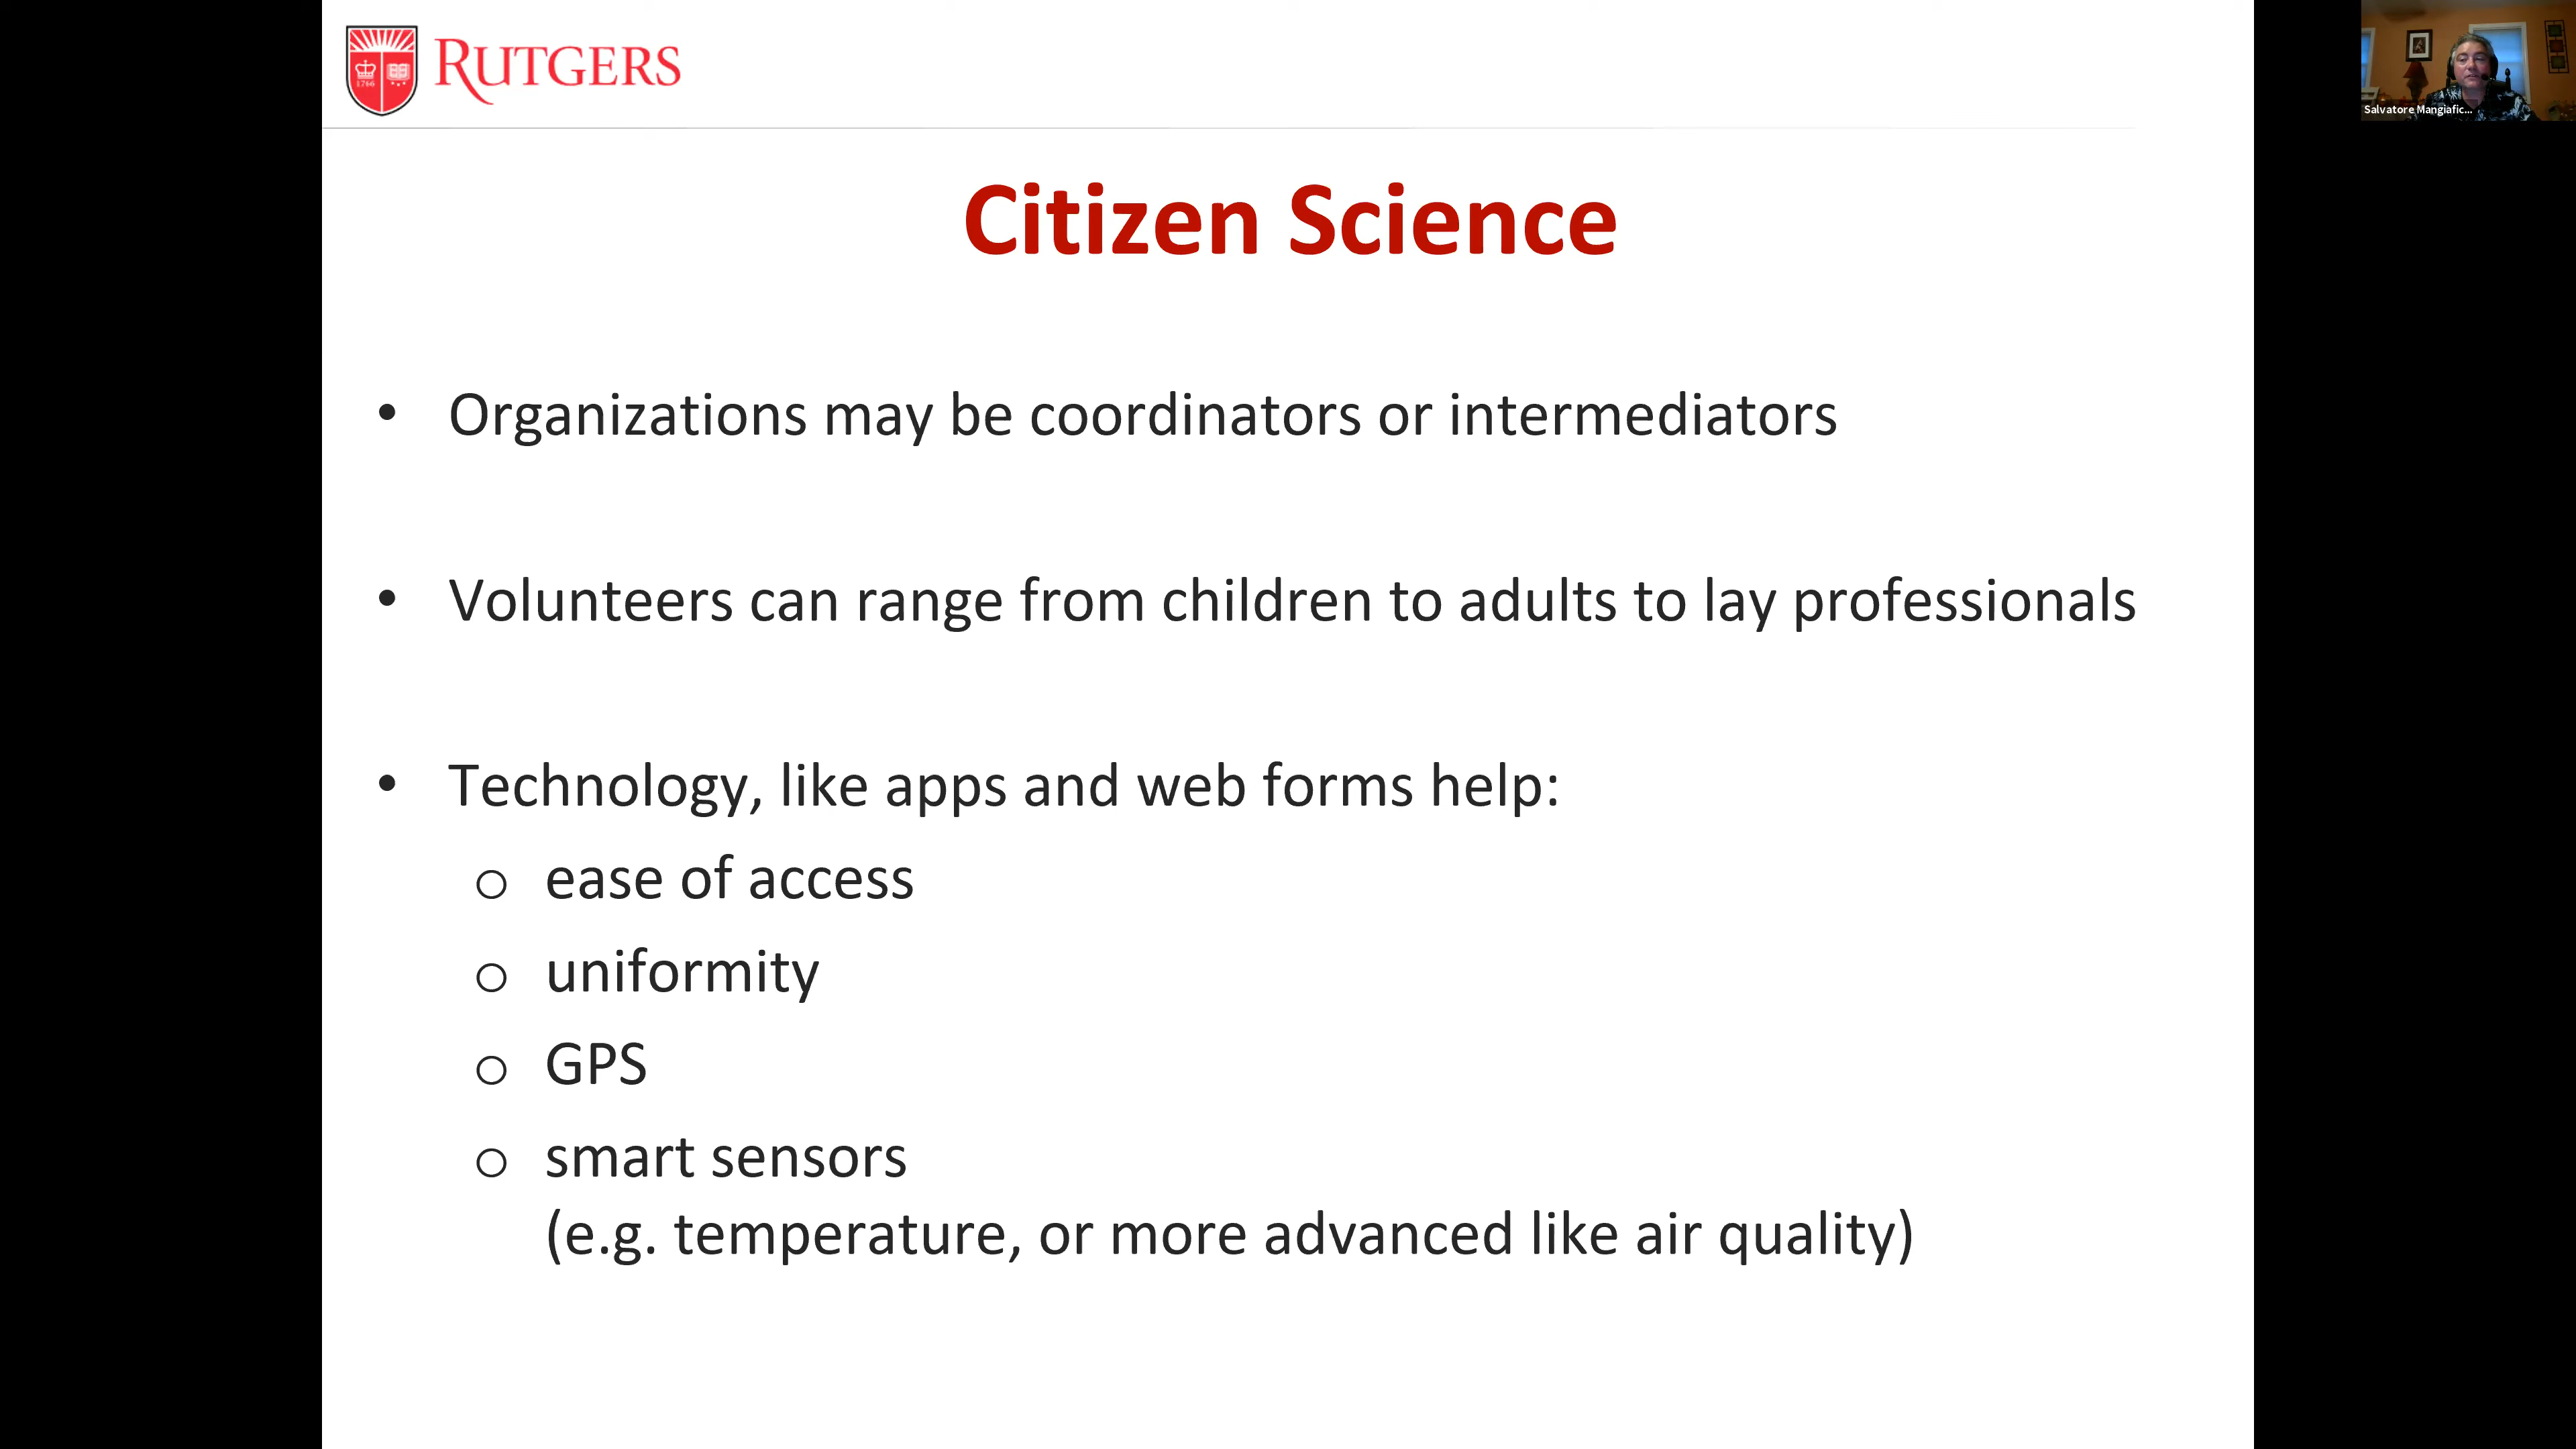 RUTGERS
1766
Salvatore Mangiafic...
Citizen Science
• Organizations may be coordinators or intermediators
• Volunteers can range from children to adults to lay professionals
• Technology, like apps and web forms help:
o ease of access
o uniformity
o GPS
o smart sensors
(e.g. temperature, or more advanced like air quality)